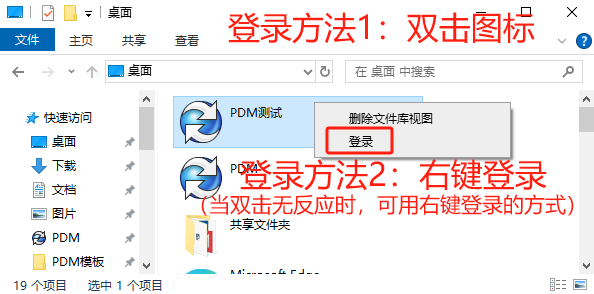 桌面
登录方法1：双击图标
文件
主页
共享
查看
桌面
在 桌面 中搜索
快速访问
桌面
下载
文档
图片
PDM
PDM模板
PDM测试
删除文件库视图
登录
PDM
登录方法2：右键登录
（当双击无反应时，可用右键登录的方式）
共享文件夹
Microsoft Edge
19 个项目
选中 1 个项目